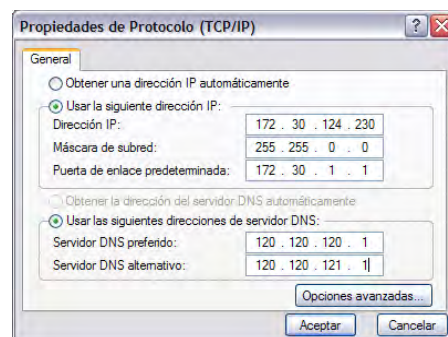 Propiedades de Protocolo (TCP/IP)
General
Obtener una dirección IP automáticamente
Usar la siguiente dirección IP:
Dirección IP: 172 . 30 . 124 . 230
Máscara de subred: 255 . 255 . 0 . 0
Puerta de enlace predeterminada: 172 . 30 . 1 . 1
Obtener la dirección del servidor DNS automáticamente
Usar las siguientes direcciones de servidor DNS:
Servidor DNS preferido: 120 . 120 . 120 . 1
Servidor DNS alternativo: 120 . 120 . 121 . 1
Opciones avanzadas...
Aceptar Cancelar